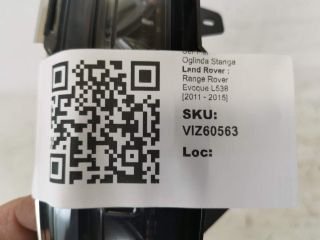 Oglinda Stanga
Land Rover :
Range Rover
Evoque L538
[2011 - 2015]
SKU:
VIZ60563
Loc: